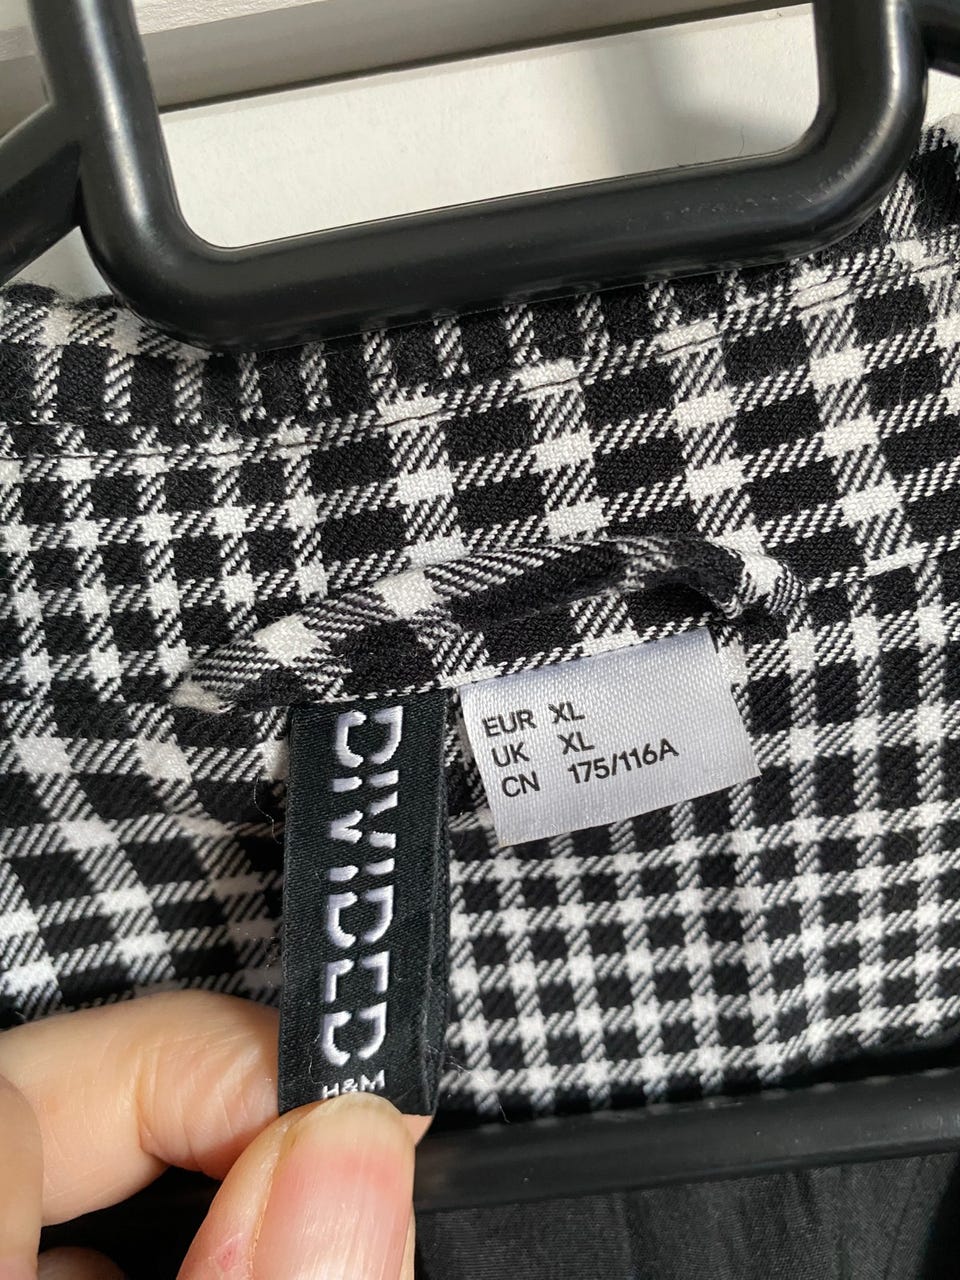 DIVIDED
H&M
EUR XL
UK XL
CN 175/116A